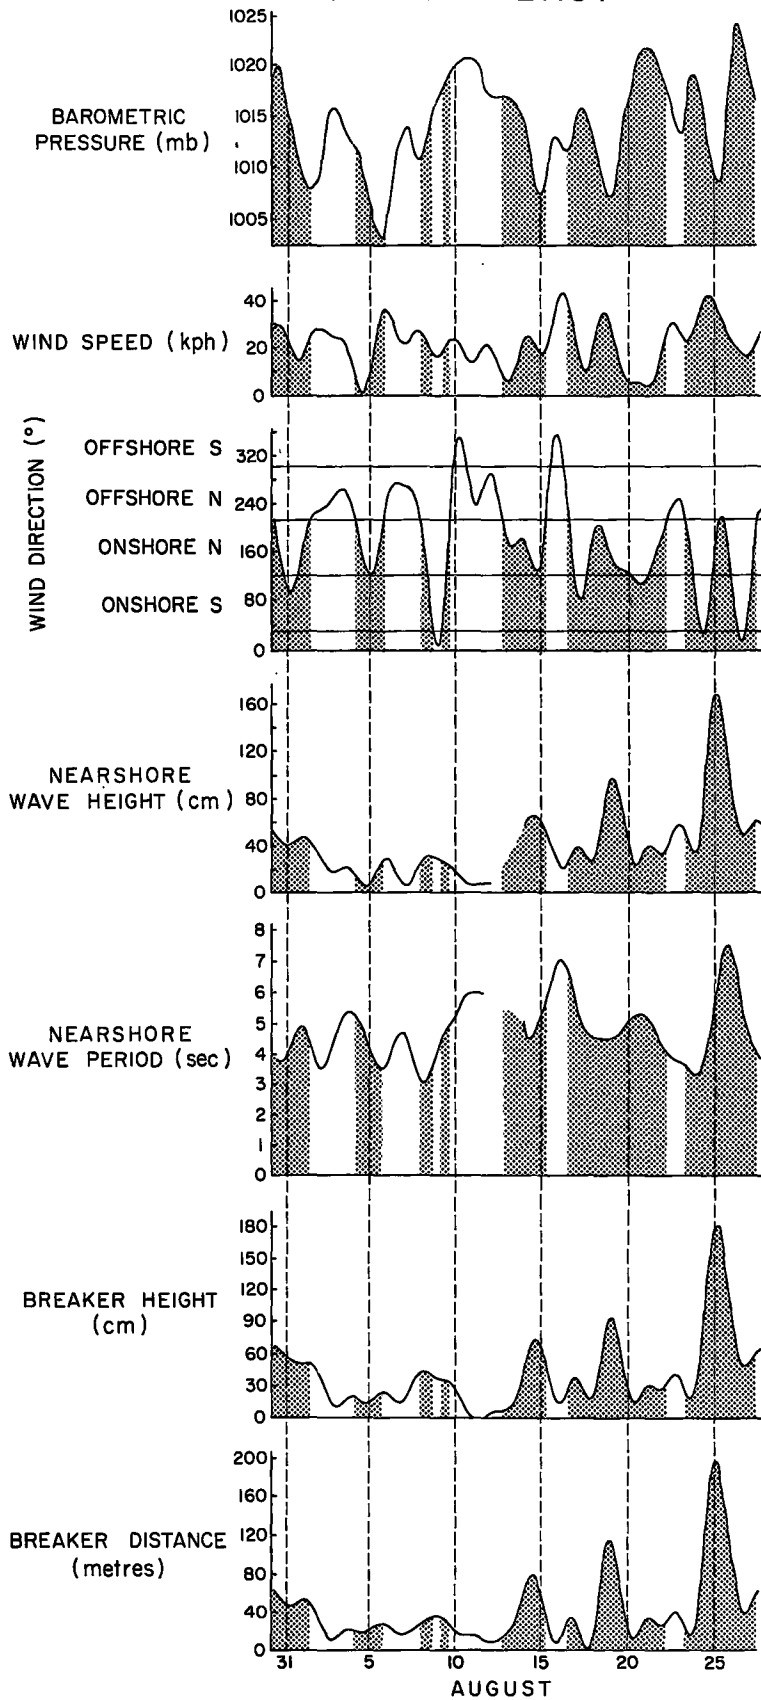 1025
1020
1015
1010
1005
BAROMETRIC
PRESSURE (mb)
40
20
0
WIND SPEED (kph)
WIND DIRECTION (°)
OFFSHORE S
OFFSHORE N
ONSHORE N
ONSHORE S
320
240
160
80
0
160
120
80
40
0
NEARSHORE
WAVE HEIGHT (cm)
8
7
6
5
4
3
2
1
0
NEARSHORE
WAVE PERIOD (sec)
180
150
120
90
60
30
0
BREAKER HEIGHT
(cm)
200
160
120
80
40
0
BREAKER DISTANCE
(metres)
31 5 10 15 20 25
AUGUST